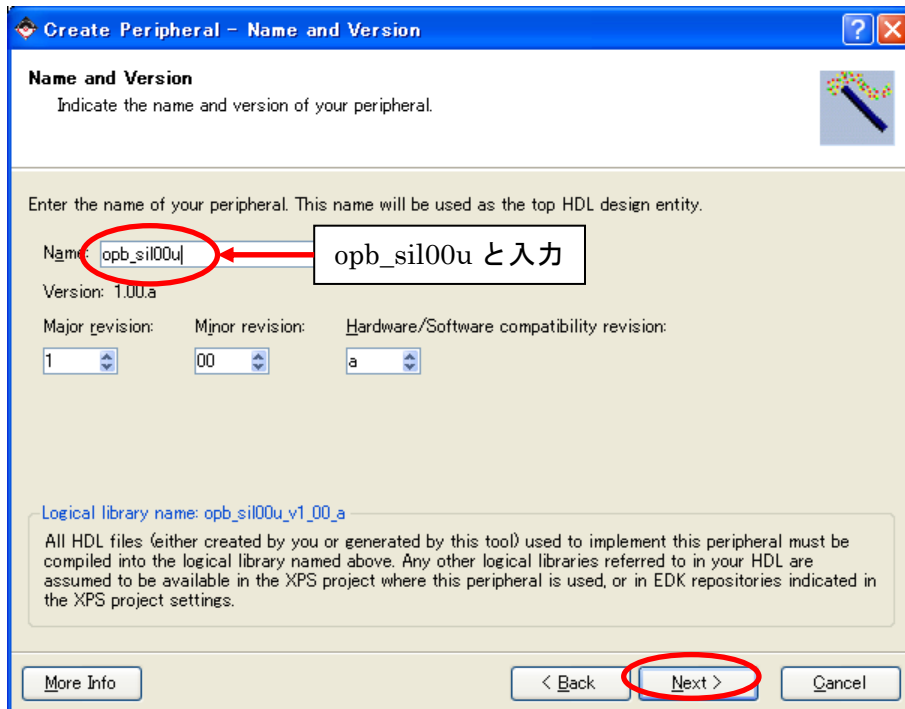 Create Peripheral - Name and Version
Name and Version
Indicate the name and version of your peripheral.
Enter the name of your peripheral. This name will be used as the top HDL design entity.
Name: opb_sil00u
opb_sil00u と入力
Version: 1.00.a
Major revision: Minor revision: Hardware/Software compatibility revision:
1 00 a
Logical library name: opb_sil00u_v1_00_a
All HDL files (either created by you or generated by this tool) used to implement this peripheral must be
compiled into the logical library named above. Any other logical libraries referred to in your HDL are
assumed to be available in the XPS project where this peripheral is used, or in EDK repositories indicated in
the XPS project settings.
More Info < Back Next > Cancel